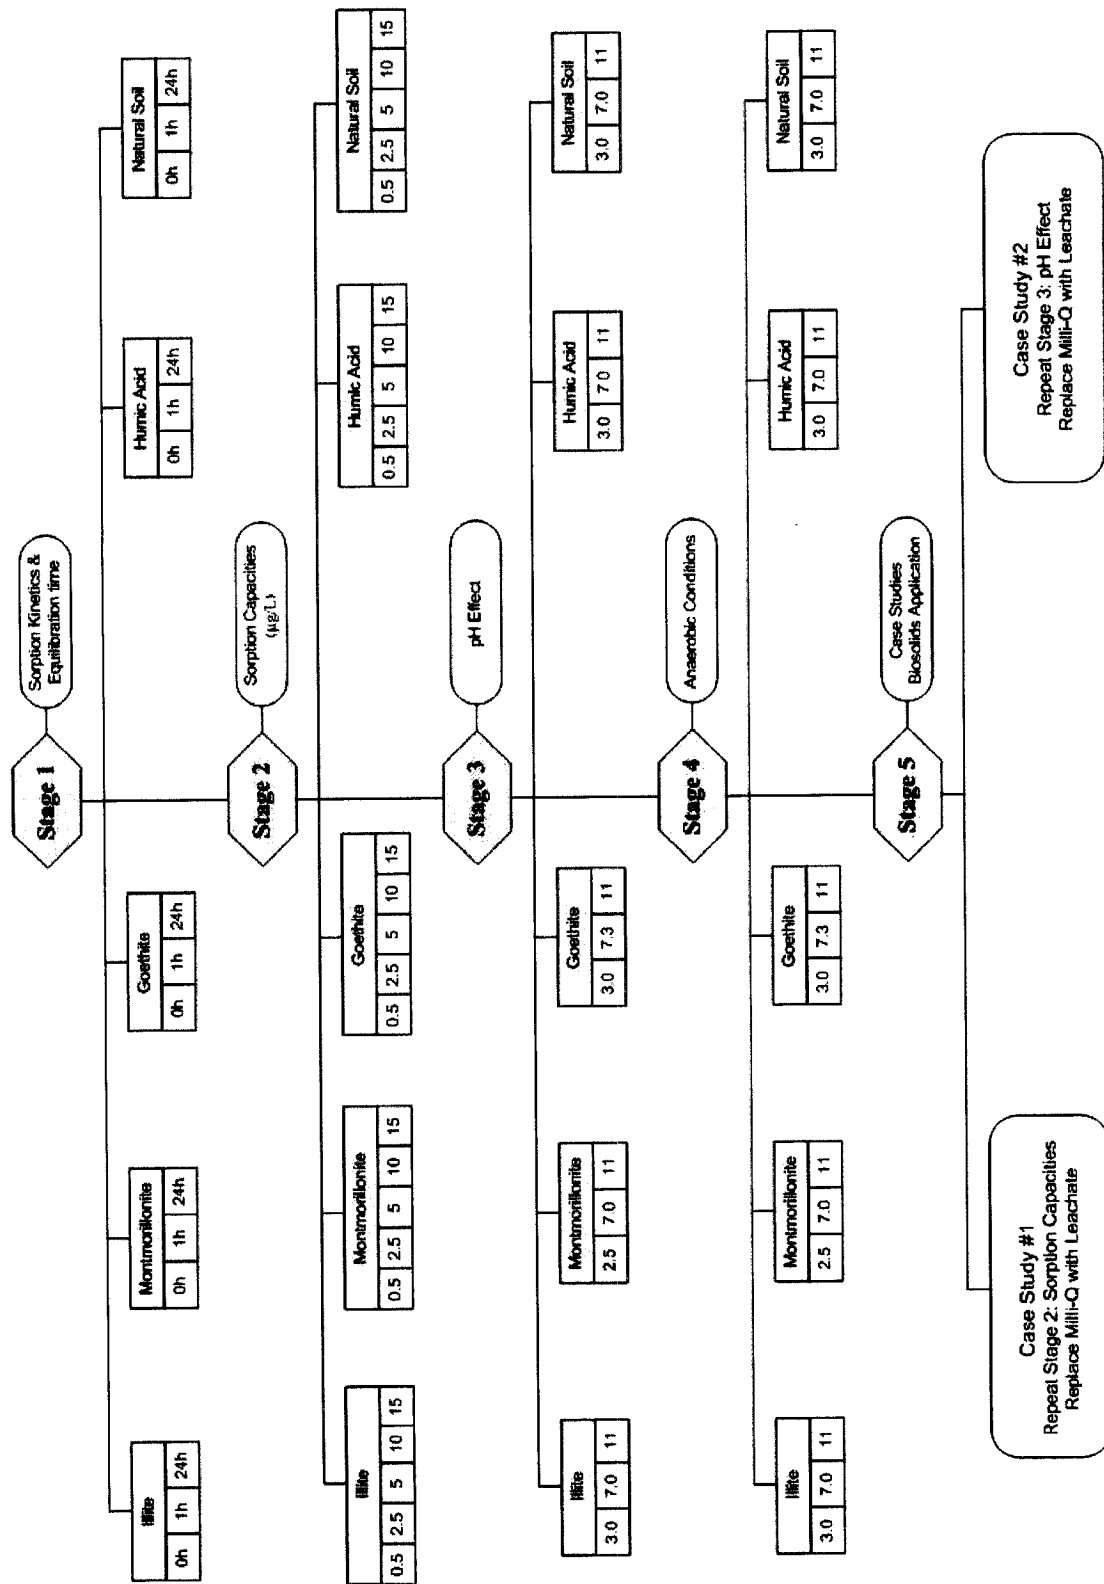 Stage 1
Sorption Kinetics &
Equilibration time
Illite
0h 1h 24h
Montmorillonite
0h 1h 24h
Goethite
0h 1h 24h
Humic Acid
0h 1h 24h
Natural Soil
0h 1h 24h
Stage 2
Sorption Capacities
(µg/L)
Illite
0.5 2.5 5 10 15
Montmorillonite
0.5 2.5 5 10 15
Goethite
0.5 2.5 5 10 15
Humic Acid
0.5 2.5 5 10 15
Natural Soil
0.5 2.5 5 10 15
Stage 3
pH Effect
Illite
3.0 7.0 11
Montmorillonite
2.5 7.0 11
Goethite
3.0 7.3 11
Humic Acid
3.0 7.0 11
Natural Soil
3.0 7.0 11
Stage 4
Anaerobic Conditions
Illite
3.0 7.0 11
Montmorillonite
2.5 7.0 11
Goethite
3.0 7.3 11
Humic Acid
3.0 7.0 11
Natural Soil
3.0 7.0 11
Stage 5
Case Studies
Biosolids Application
Case Study #1
Repeat Stage 2: Sorption Capacities
Replace Milli-Q with Leachate
Case Study #2
Repeat Stage 3: pH Effect
Replace Milli-Q with Leachate